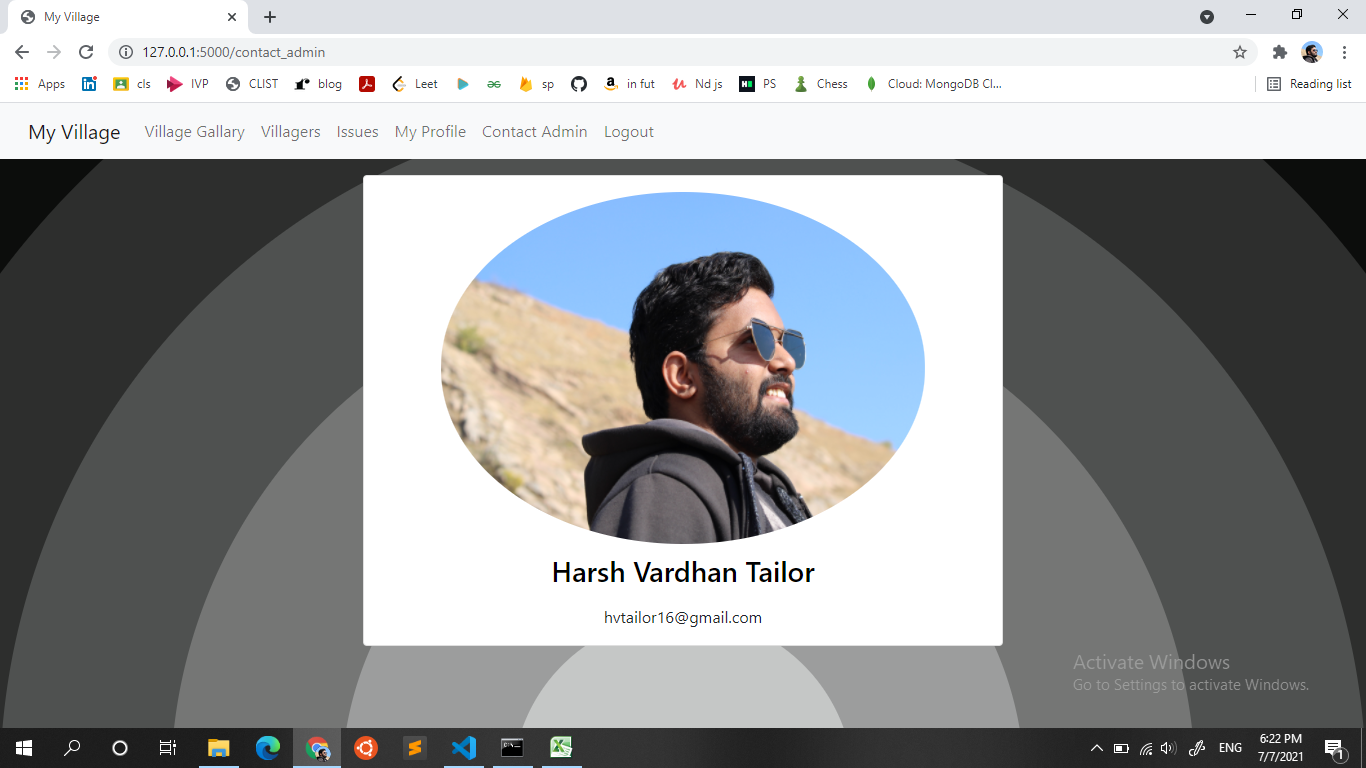 My Village
127.0.0.1:5000/contact_admin
Apps cls IVP CLIST blog Leet sp in fut Nd js PS Chess Cloud: MongoDB Cl... Reading list
My Village Village Gallary Villagers Issues My Profile Contact Admin Logout
Harsh Vardhan Tailor
hvtailor16@gmail.com
Activate Windows
Go to Settings to activate Windows.
ENG
6:22 PM
7/7/2021
1